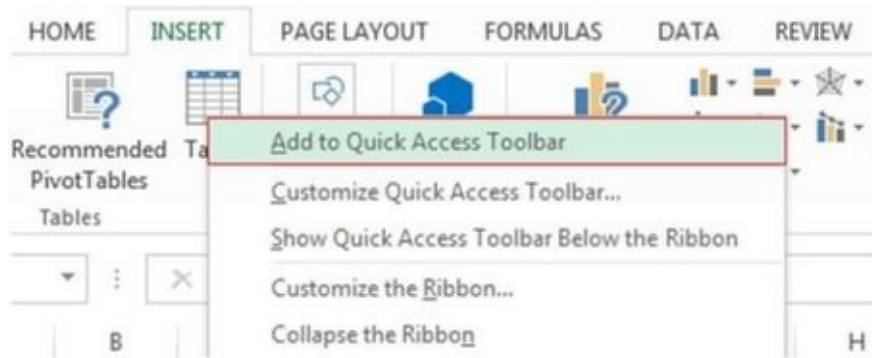 HOME INSERT PAGE LAYOUT FORMULAS DATA REVIEW
Recommended
PivotTables
Ta
Tables
Add to Quick Access Toolbar
Customize Quick Access Toolbar...
Show Quick Access Toolbar Below the Ribbon
Customize the Ribbon...
Collapse the Ribbon
B H